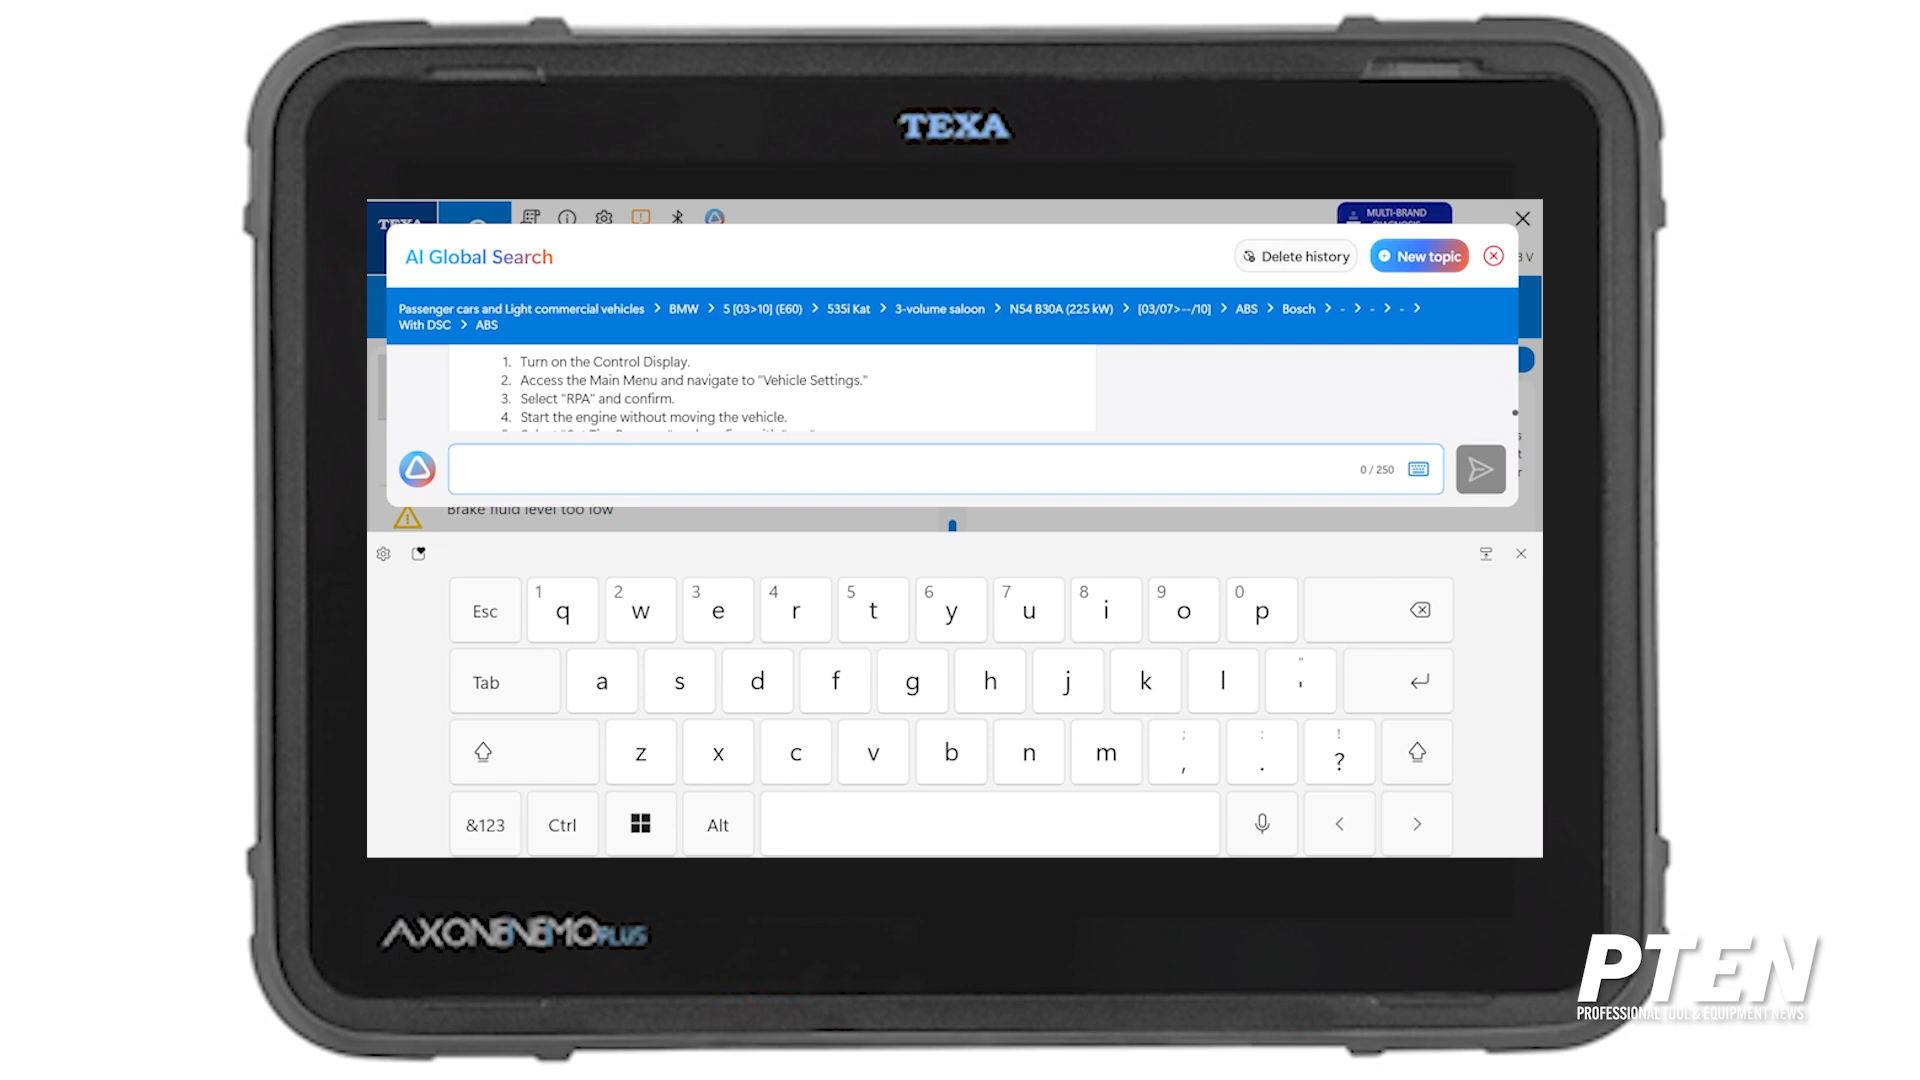 TEXA
TEXA
MULTI-BRAND
DIAGNOSIS
AI Global Search
Delete history
New topic
Passenger cars and Light commercial vehicles > BMW > 5 [03>10] (E60) > 535i Kat > 3-volume saloon > N54 B30A (225 kW) > [03/07>--/10] > ABS > Bosch > - > - > - >
With DSC > ABS
1. Turn on the Control Display.
2. Access the Main Menu and navigate to "Vehicle Settings."
3. Select "RPA" and confirm.
4. Start the engine without moving the vehicle.
0 / 250
Brake fluid level too low
Esc 1 q 2 w 3 e 4 r 5 t 6 y 7 u 8 i 9 o 0 p
Tab a s d f g h j k l " '
z x c v b n m ; , : . ! ?
&123 Ctrl Alt < >
AXONE NEMO PLUS
PTEN
PROFESSIONAL TOOL & EQUIPMENT NEWS